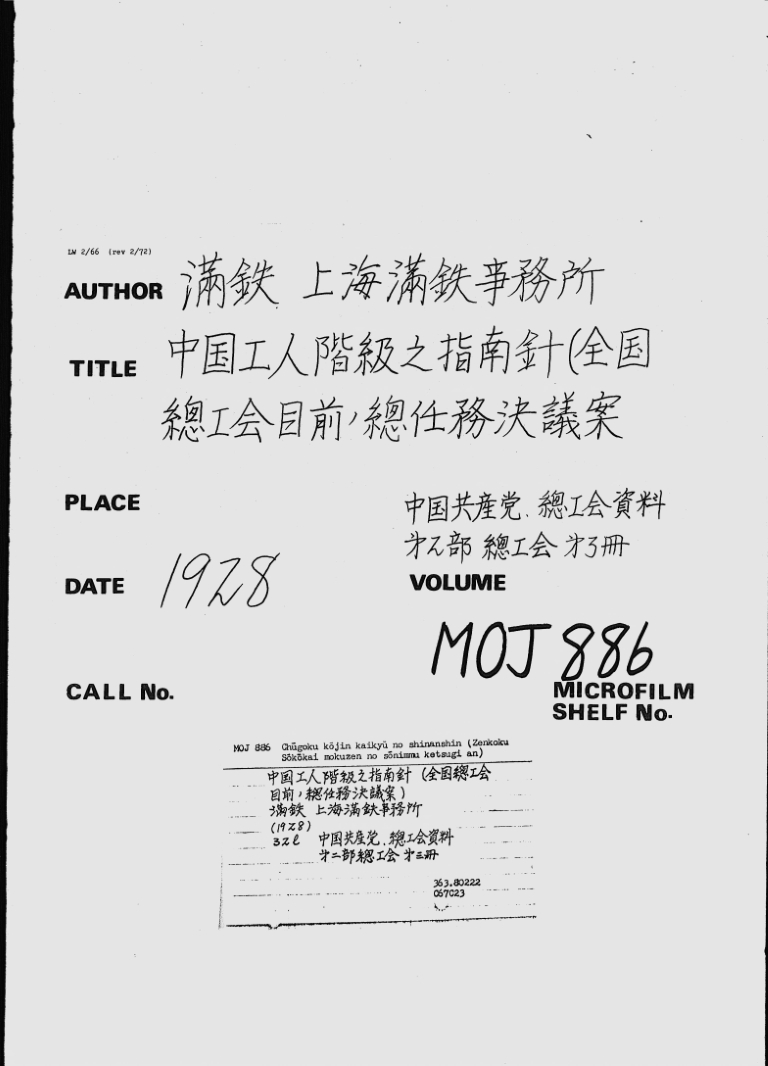 LW 2/66 (rev 2/72)
AUTHOR 滿鉄 上海滿鉄事務所
TITLE 中国工人階級之指南針(全国
總工会目前,總任務決議案
PLACE
中国共産党.總工会資料
才乙部 總工会 才3冊
DATE 1928
VOLUME
MOJ 886
CALL No.
MICROFILM
SHELF No.
MOJ 886 Chūgoku kōjin kaikyū no shinanshin (Zenkoku
Sōkōkai mokuzen no sōnimmu ketsugi an)
中国工人階級之指南針 (全国總工会
目前,總任務決議案)
滿鉄 上海滿鉄事務所
(1928)
32l 中国共産党.總工会資料
才二部總工会 才三冊
363.80222
067C23